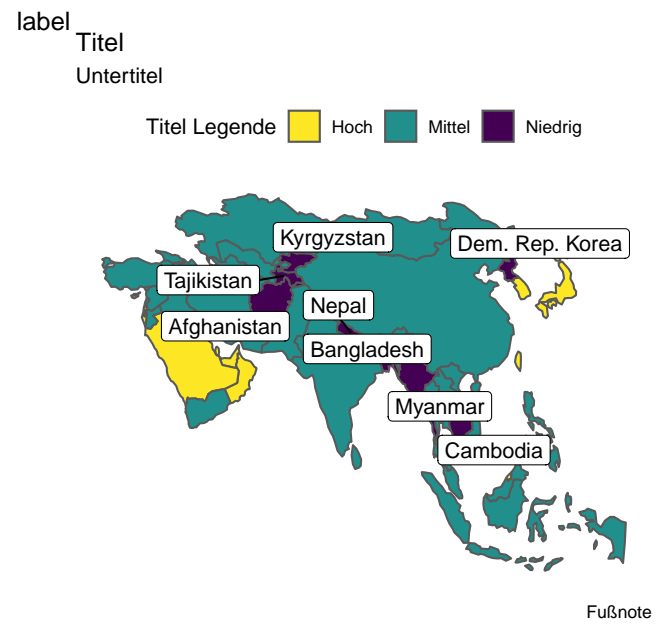 label
Titel
Untertitel
Titel Legende Hoch Mittel Niedrig
Kyrgyzstan
Dem. Rep. Korea
Tajikistan
Nepal
Afghanistan
Bangladesh
Myanmar
Cambodia
Fußnote